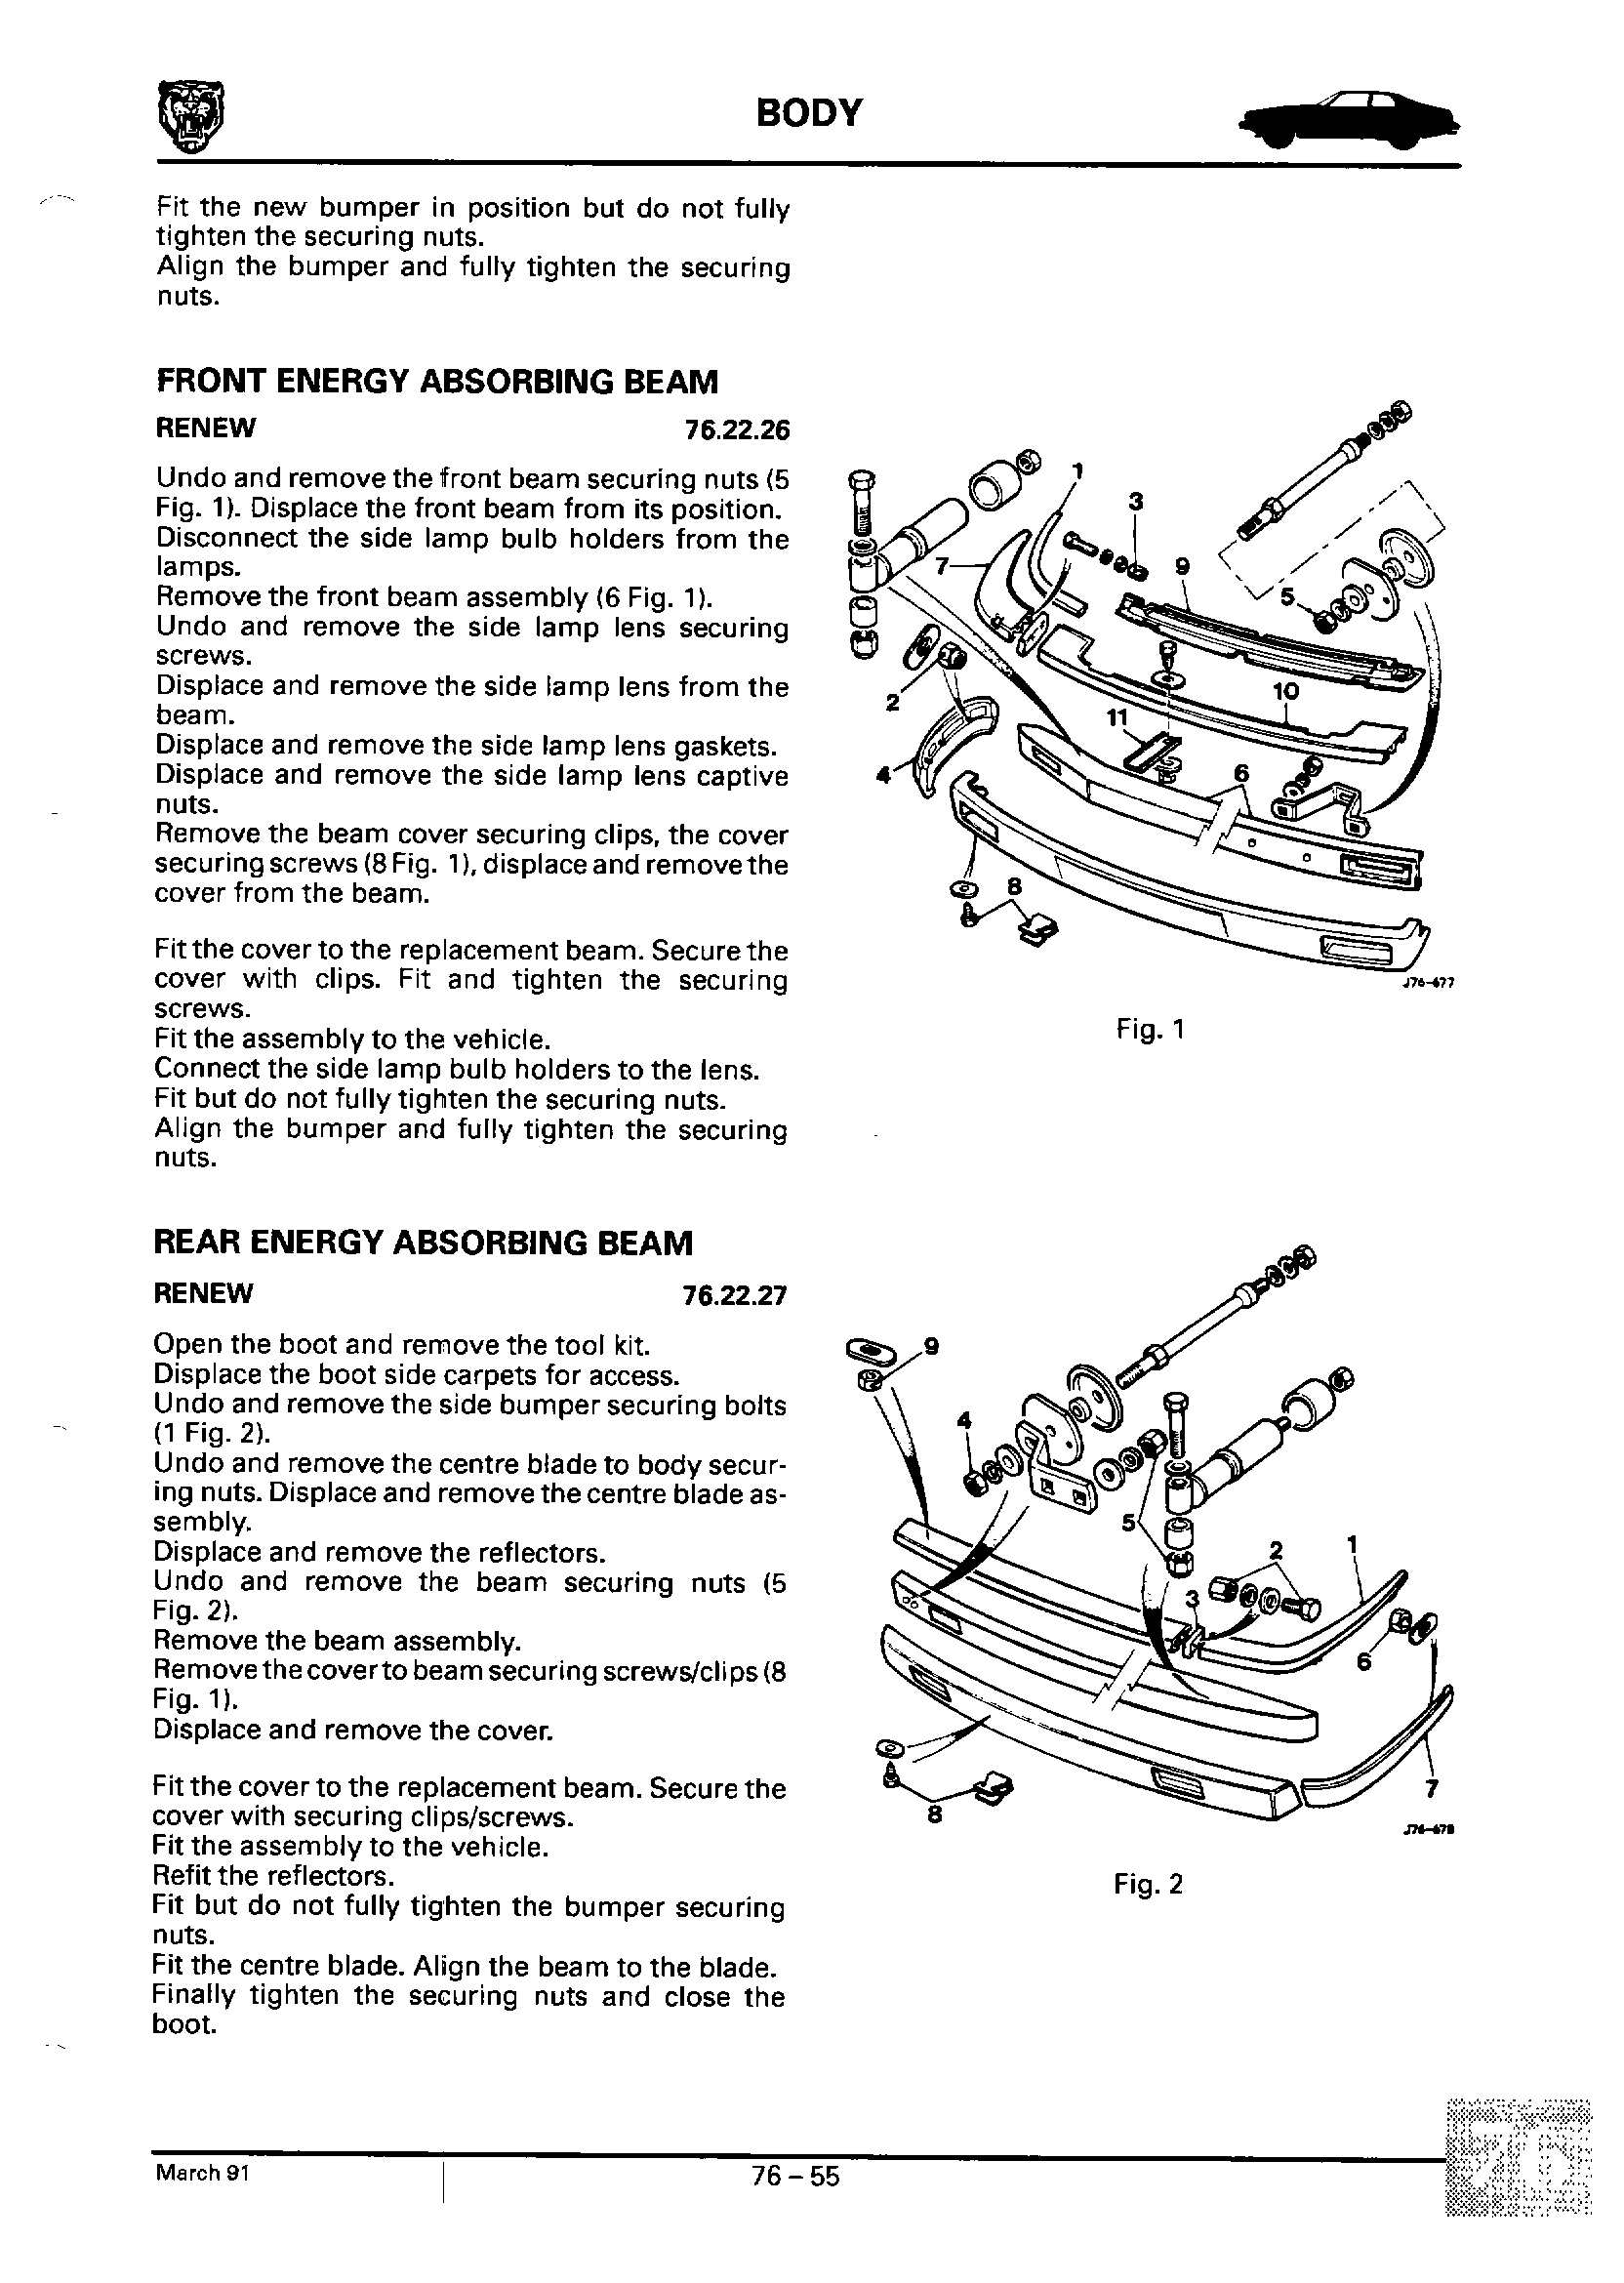 BODY
Fit the new bumper in position but do not fully
tighten the securing nuts.
Align the bumper and fully tighten the securing
nuts.
FRONT ENERGY ABSORBING BEAM
RENEW 76.22.26
Undo and remove the front beam securing nuts (5
Fig. 1). Displace the front beam from its position.
Disconnect the side lamp bulb holders from the
lamps.
Remove the front beam assembly (6 Fig. 1).
Undo and remove the side lamp lens securing
screws.
Displace and remove the side lamp lens from the
beam.
Displace and remove the side lamp lens gaskets.
Displace and remove the side lamp lens captive
nuts.
Remove the beam cover securing clips, the cover
securing screws (8 Fig. 1), displace and remove the
cover from the beam.
Fit the cover to the replacement beam. Secure the
cover with clips. Fit and tighten the securing
screws.
Fit the assembly to the vehicle.
Connect the side lamp bulb holders to the lens.
Fit but do not fully tighten the securing nuts.
Align the bumper and fully tighten the securing
nuts.
1
3
7
9
5
2
10
11
4
6
8
J76-677
Fig. 1
REAR ENERGY ABSORBING BEAM
RENEW 76.22.27
Open the boot and remove the tool kit.
Displace the boot side carpets for access.
Undo and remove the side bumper securing bolts
(1 Fig. 2).
Undo and remove the centre blade to body secur-
ing nuts. Displace and remove the centre blade as-
sembly.
Displace and remove the reflectors.
Undo and remove the beam securing nuts (5
Fig. 2).
Remove the beam assembly.
Remove the cover to beam securing screws/clips (8
Fig. 1).
Displace and remove the cover.
Fit the cover to the replacement beam. Secure the
cover with securing clips/screws.
Fit the assembly to the vehicle.
Refit the reflectors.
Fit but do not fully tighten the bumper securing
nuts.
Fit the centre blade. Align the beam to the blade.
Finally tighten the securing nuts and close the
boot.
9
4
5
2
1
3
6
7
8
J76-678
Fig. 2
March 91
76 – 55
76